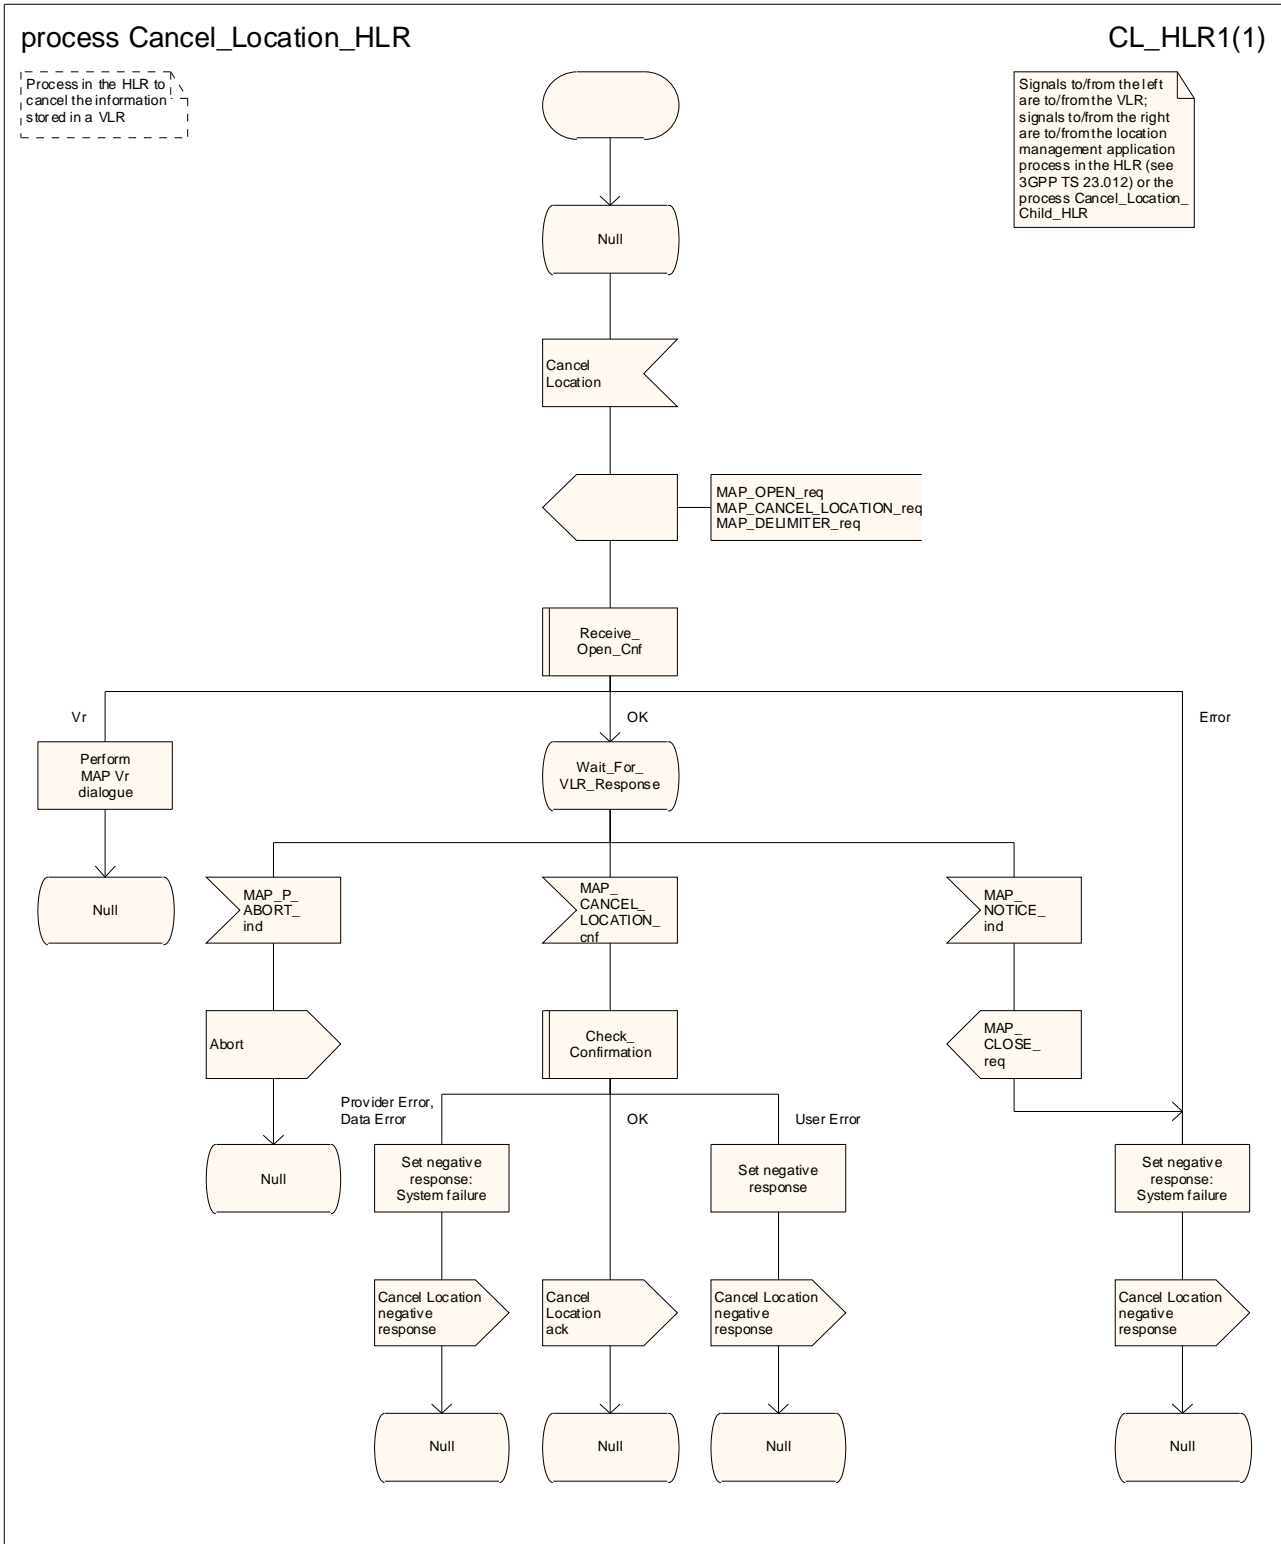 process Cancel_Location_HLR
CL_HLR1(1)
Process in the HLR to
cancel the information
stored in a VLR
Signals to/from the left
are to/from the VLR;
signals to/from the right
are to/from the location
management application
process in the HLR (see
3GPP TS 23.012) or the
process Cancel_Location_
Child_HLR
Null
Cancel
Location
MAP_OPEN_req
MAP_CANCEL_LOCATION_req
MAP_DELIMITER_req
Receive_
Open_Cnf
Vr
OK
Error
Perform
MAP Vr
dialogue
Wait_For_
VLR_Response
Null
MAP_P_
ABORT_
ind
MAP_
CANCEL_
LOCATION_
cnf
MAP_
NOTICE_
ind
Abort
Check_
Confirmation
MAP_
CLOSE_
req
Provider Error,
Data Error
OK
User Error
Null
Set negative
response:
System failure
Set negative
response
Set negative
response:
System failure
Cancel Location
negative
response
Cancel
Location
ack
Cancel Location
negative
response
Cancel Location
negative
response
Null
Null
Null
Null